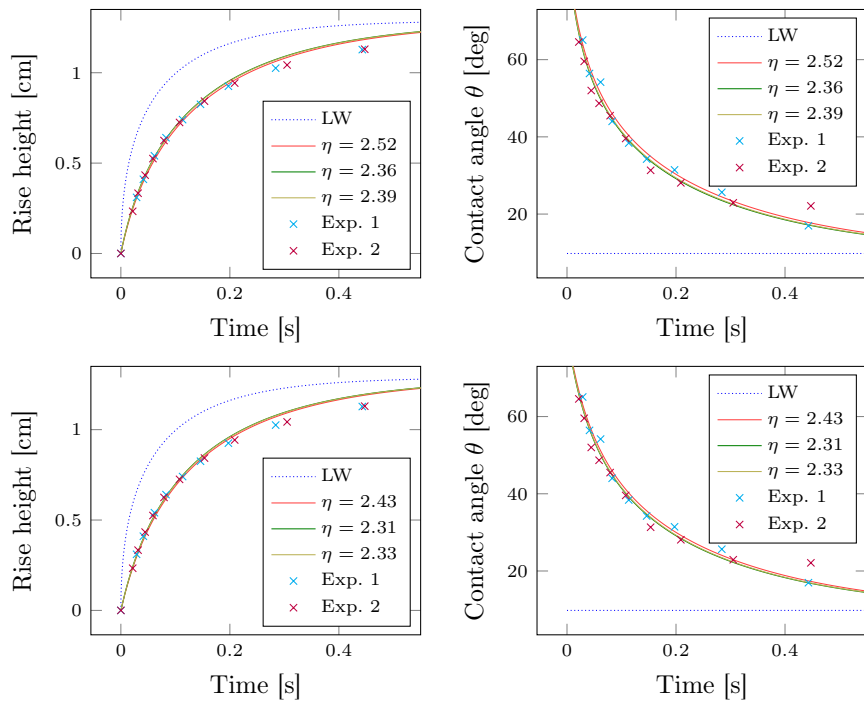 1
0.5
0
Rise height [cm]
LW
η = 2.52
η = 2.36
η = 2.39
Exp. 1
Exp. 2
0
0.2
0.4
Time [s]
60
40
20
Contact angle θ [deg]
LW
η = 2.52
η = 2.36
η = 2.39
Exp. 1
Exp. 2
0
0.2
0.4
Time [s]
1
0.5
0
Rise height [cm]
LW
η = 2.43
η = 2.31
η = 2.33
Exp. 1
Exp. 2
0
0.2
0.4
Time [s]
60
40
20
Contact angle θ [deg]
LW
η = 2.43
η = 2.31
η = 2.33
Exp. 1
Exp. 2
0
0.2
0.4
Time [s]